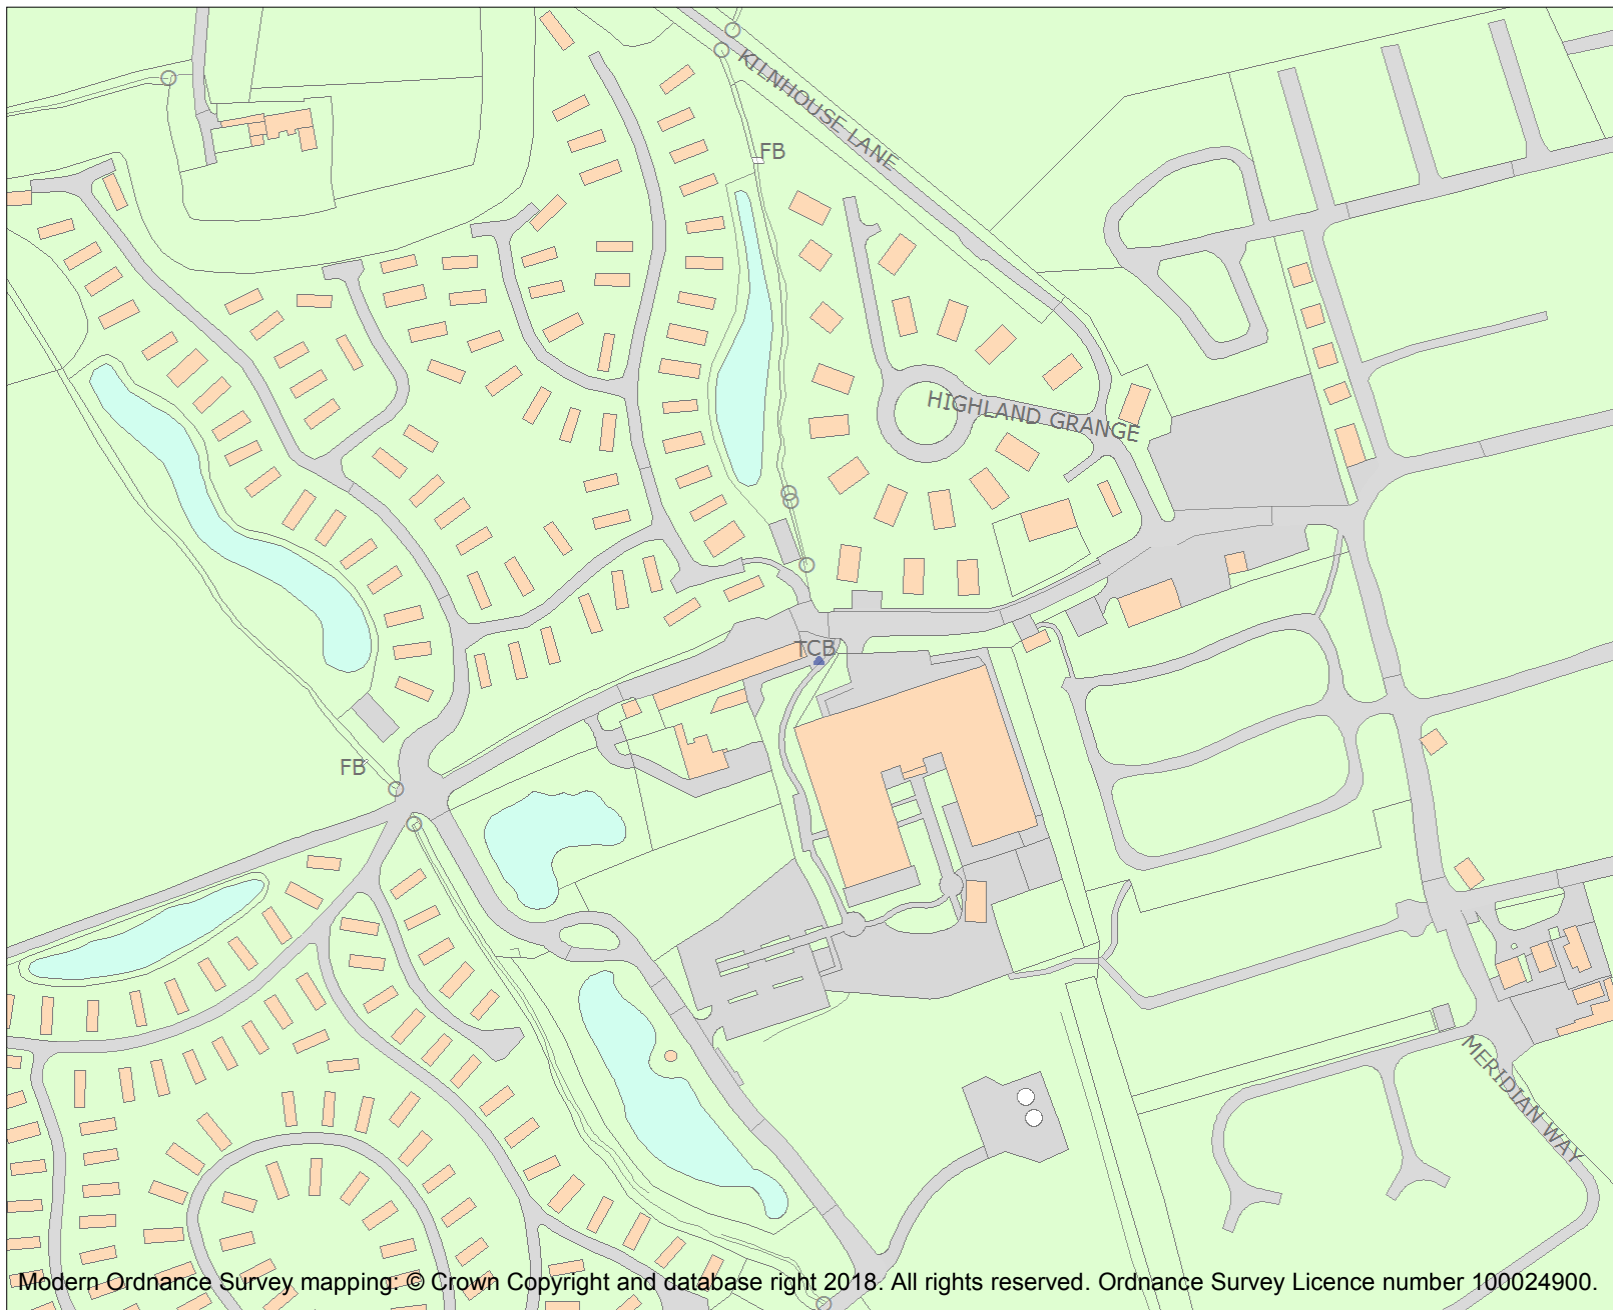 KILNHOUSE LANE
FB
HIGHLAND GRANGE
TCB
FB
MERIDIAN WAY
Modern Ordnance Survey mapping: © Crown Copyright and database right 2018. All rights reserved. Ordnance Survey Licence number 100024900.